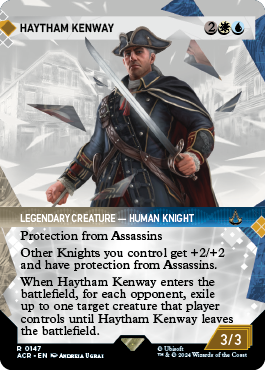 HAYTHAM KENWAY 2
LEGENDARY CREATURE — HUMAN KNIGHT
Protection from Assassins
Other Knights you control get +2/+2
and have protection from Assassins.
When Haytham Kenway enters the
battlefield, for each opponent, exile
up to one target creature that player
controls until Haytham Kenway leaves
the battlefield.
3/3
R 0147
ACR • EN Andreia Ugrai
© Ubisoft
™ & © 2024 Wizards of the Coast